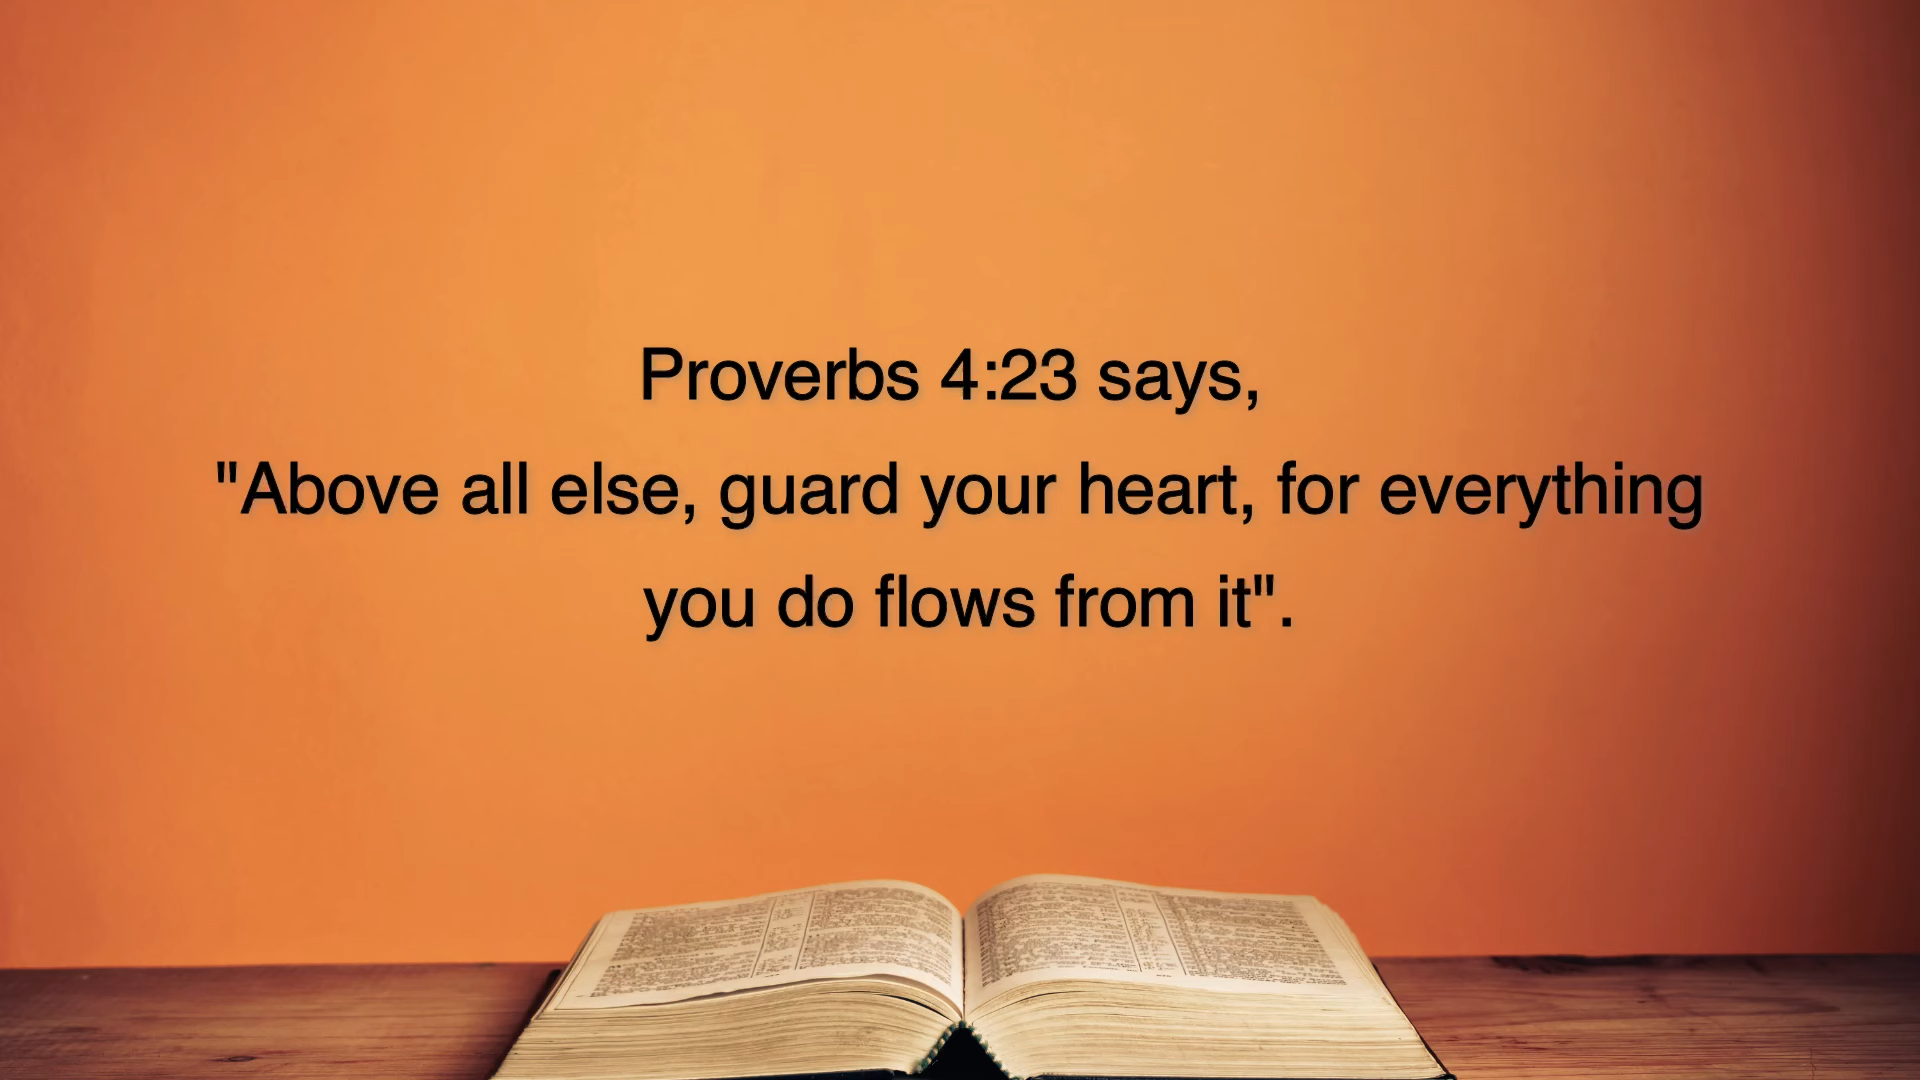 Proverbs 4:23 says,
"Above all else, guard your heart, for everything
you do flows from it".